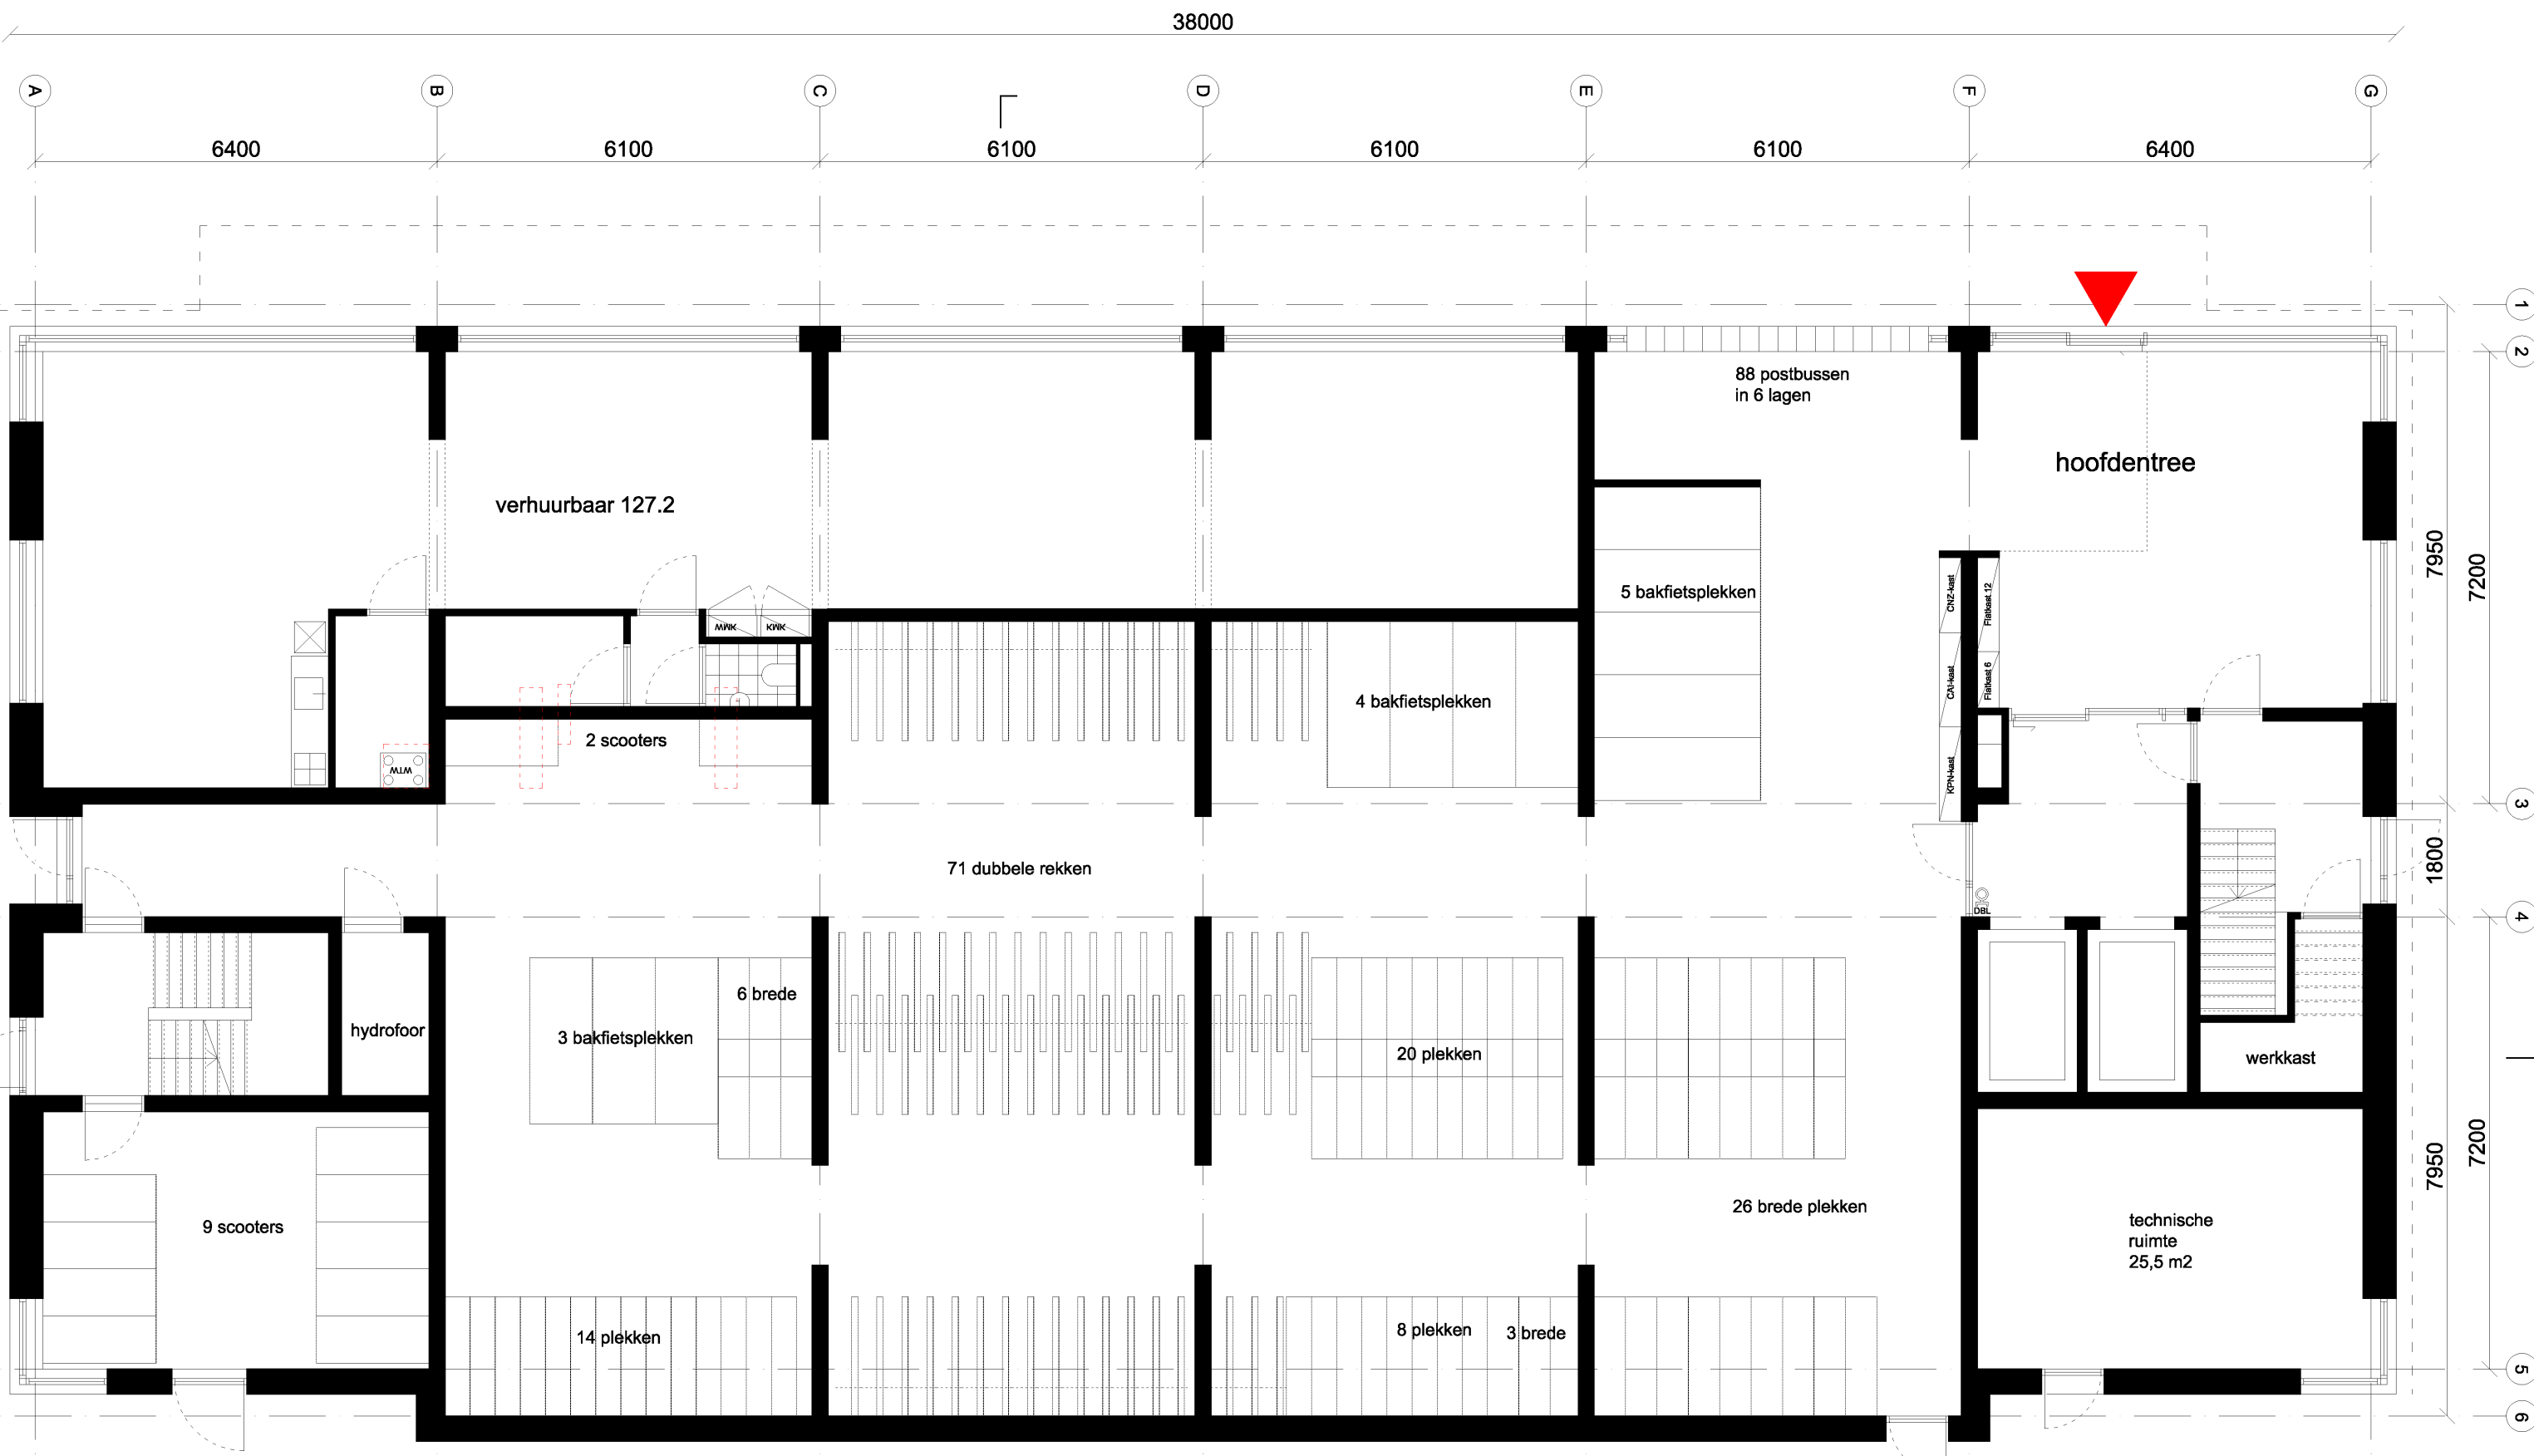 38000
A B C D E F G
6400 6100 6100 6100 6100 6400
1
2
88 postbussen
in 6 lagen
hoofdentree
verhuurbaar 127.2
7950
7200
5 bakfietsplekken
CNZ-kast
Flatkast 12
WMK KMK
CAI-kast
Flatkast 6
4 bakfietsplekken
2 scooters
WTW
KPN-kast
3
71 dubbele rekken
1800
DBL
4
6 brede
hydrofoor
3 bakfietsplekken
20 plekken
werkkast
7950
7200
26 brede plekken
9 scooters
technische
ruimte
25,5 m2
14 plekken
8 plekken
3 brede
5
6